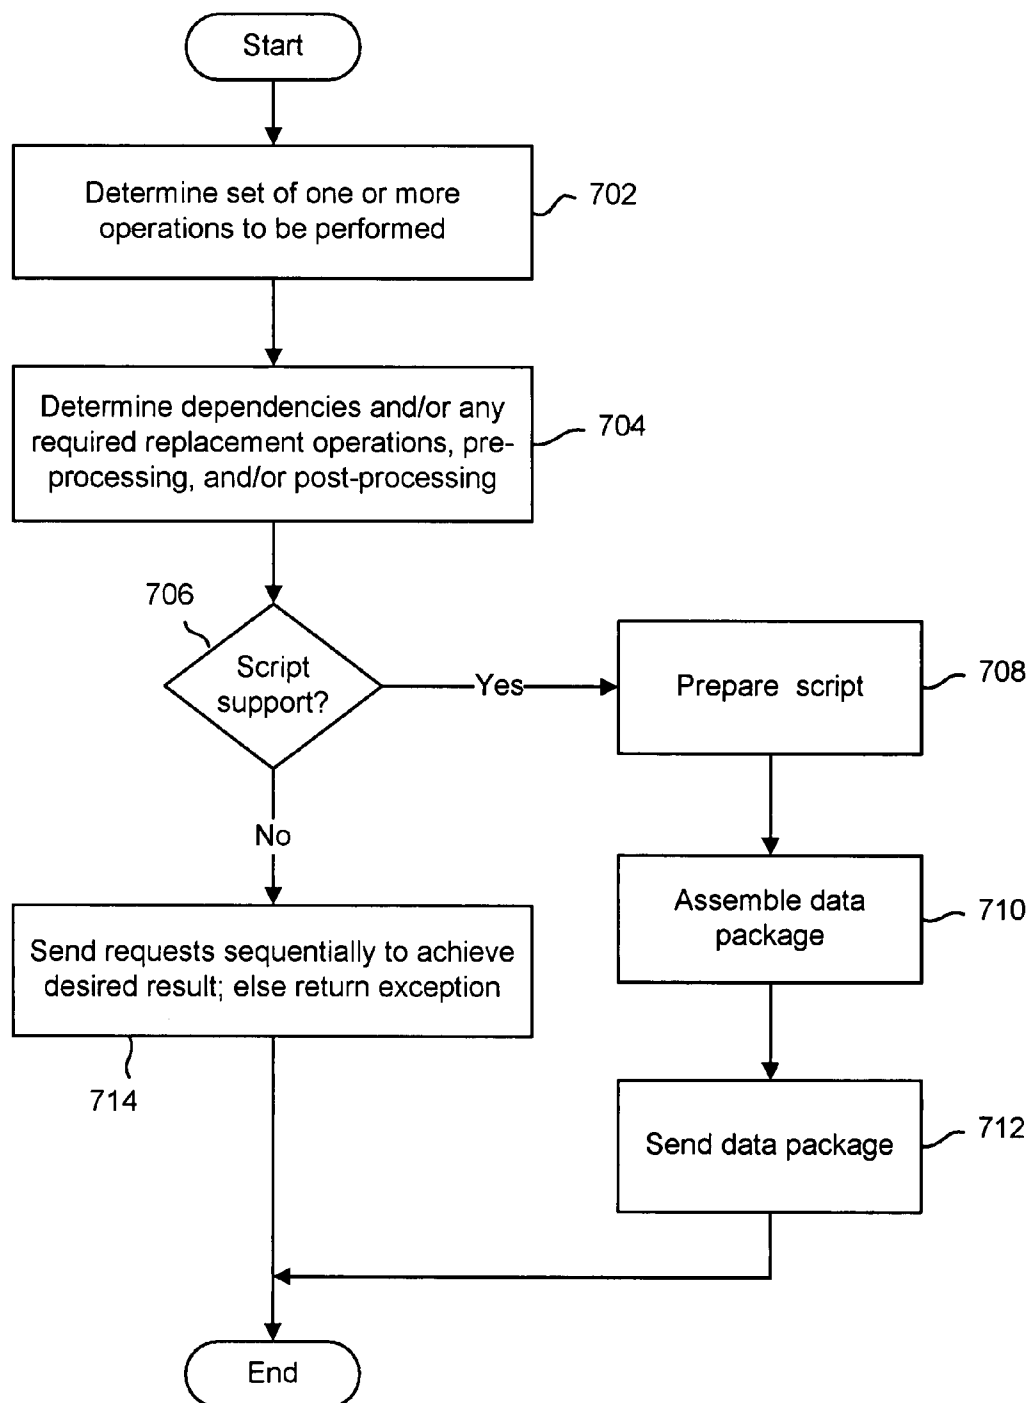 Start
Determine set of one or more
operations to be performed
702
Determine dependencies and/or any
required replacement operations, pre-
processing, and/or post-processing
704
706
Script
support?
Yes
Prepare script
708
No
Assemble data
package
710
Send requests sequentially to achieve
desired result; else return exception
714
Send data package
712
End